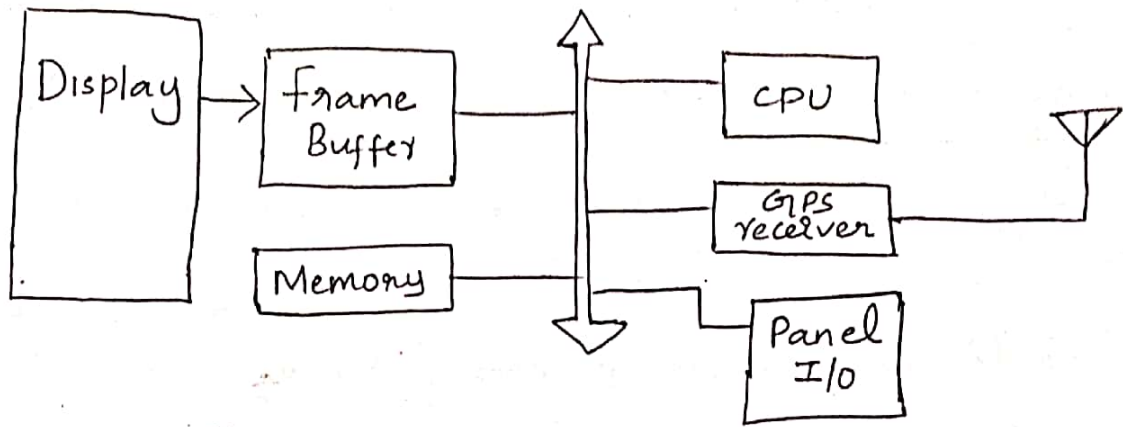 Display
Frame
Buffer
Memory
CPU
GPS
receiver
Panel
I/O